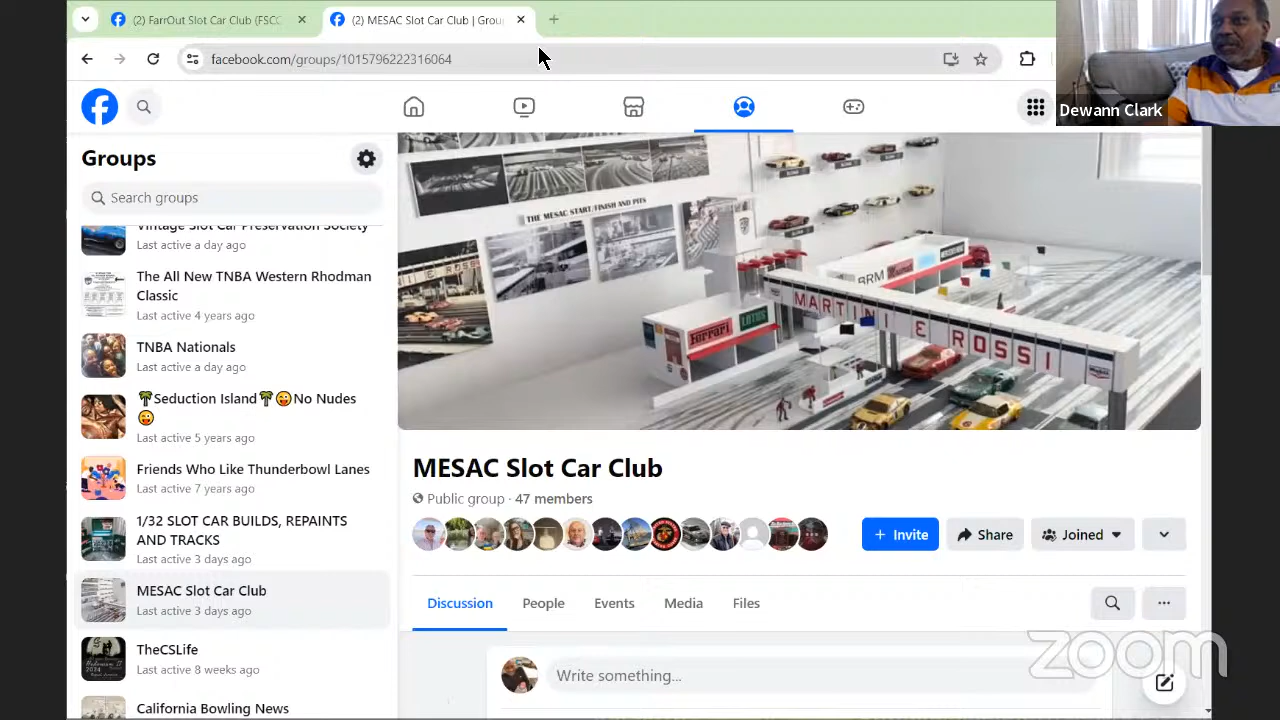 (2) FarrOut Slot Car Club (FSCC
(2) MESAC Slot Car Club | Grou
facebook.com/groups/1015796222316064
Dewann Clark
Groups
Search groups
Vintage Slot Car Preservation Society
Last active a day ago
The All New TNBA Western Rhodman
Classic
Last active 4 years ago
TNBA Nationals
Last active a day ago
🌴Seduction Island🌴😜No Nudes
😜
Last active 5 years ago
Friends Who Like Thunderbowl Lanes
Last active 7 years ago
1/32 SLOT CAR BUILDS, REPAINTS
AND TRACKS
Last active 3 days ago
MESAC Slot Car Club
Last active 3 days ago
TheCSLife
Last active 8 weeks ago
California Bowling News
THE MESAC START/FINISH AND PITS
BRM
Ferrari
LOTUS
MARTINI E ROSSI
MESAC Slot Car Club
Public group · 47 members
+ Invite
Share
Joined
Discussion
People
Events
Media
Files
Write something...
zoom